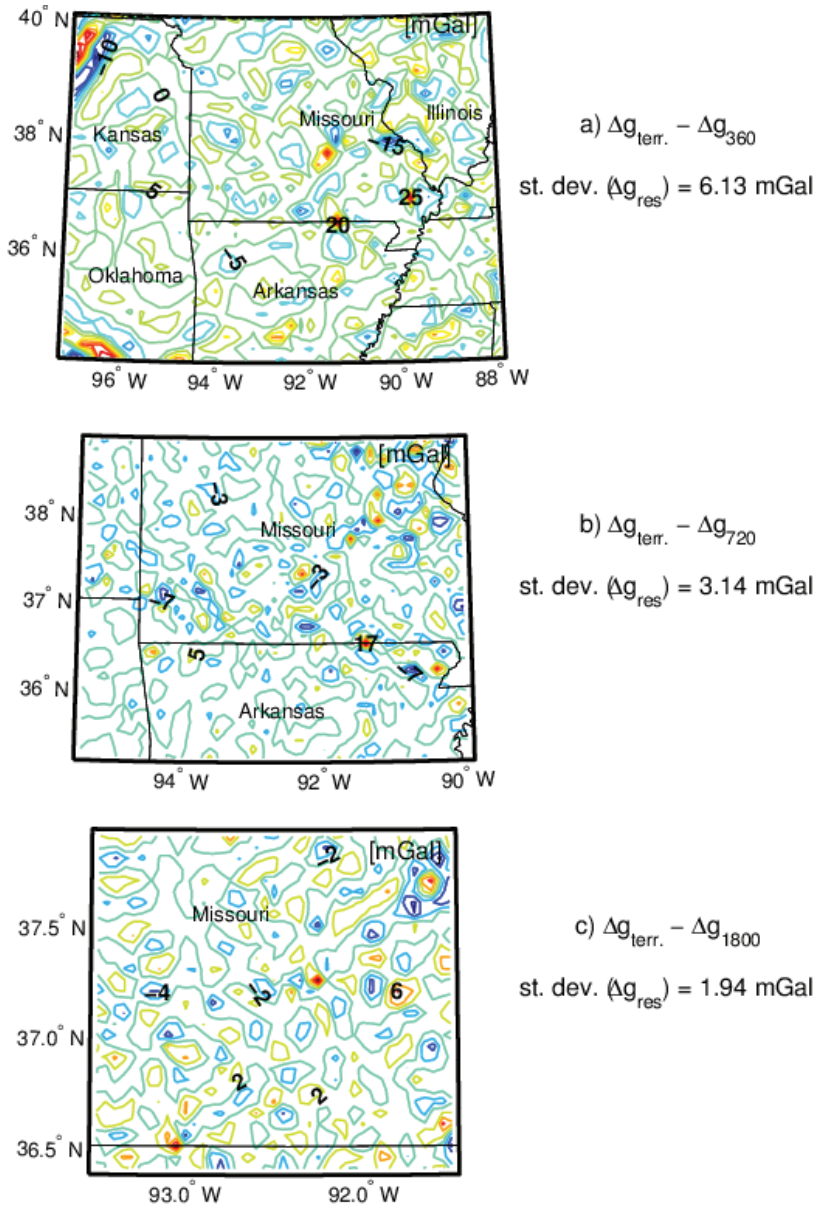 40° N
[mGal]
−10
0
Illinois
Missouri
38° N
Kansas
−15
a) Δg_terr. − Δg_360
st. dev. (Δg_res) = 6.13 mGal
5
25
20
36° N
−5
Oklahoma
Arkansas
96° W 94° W 92° W 90° W 88° W
[mGal]
−3
38° N
Missouri
b) Δg_terr. − Δg_720
st. dev. (Δg_res) = 3.14 mGal
−3
37° N
−7
17
5
−7
36° N
Arkansas
94° W 92° W 90° W
[mGal]
−2
37.5° N
Missouri
c) Δg_terr. − Δg_1800
st. dev. (Δg_res) = 1.94 mGal
−4
−2
6
37.0° N
2
2
36.5° N
93.0° W 92.0° W